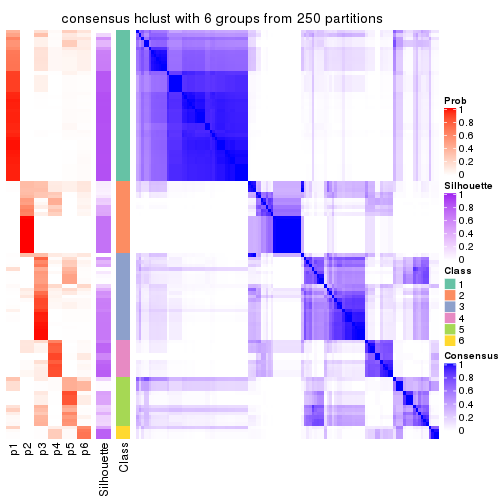 consensus hclust with 6 groups from 250 partitions
Prob
1
0.8
0.6
0.4
0.2
0
Silhouette
1
0.8
0.6
0.4
0.2
0
Class
1
2
3
4
5
6
Consensus
1
0.8
0.6
0.4
0.2
0
p1
p2
p3
p4
p5
p6
Silhouette
Class